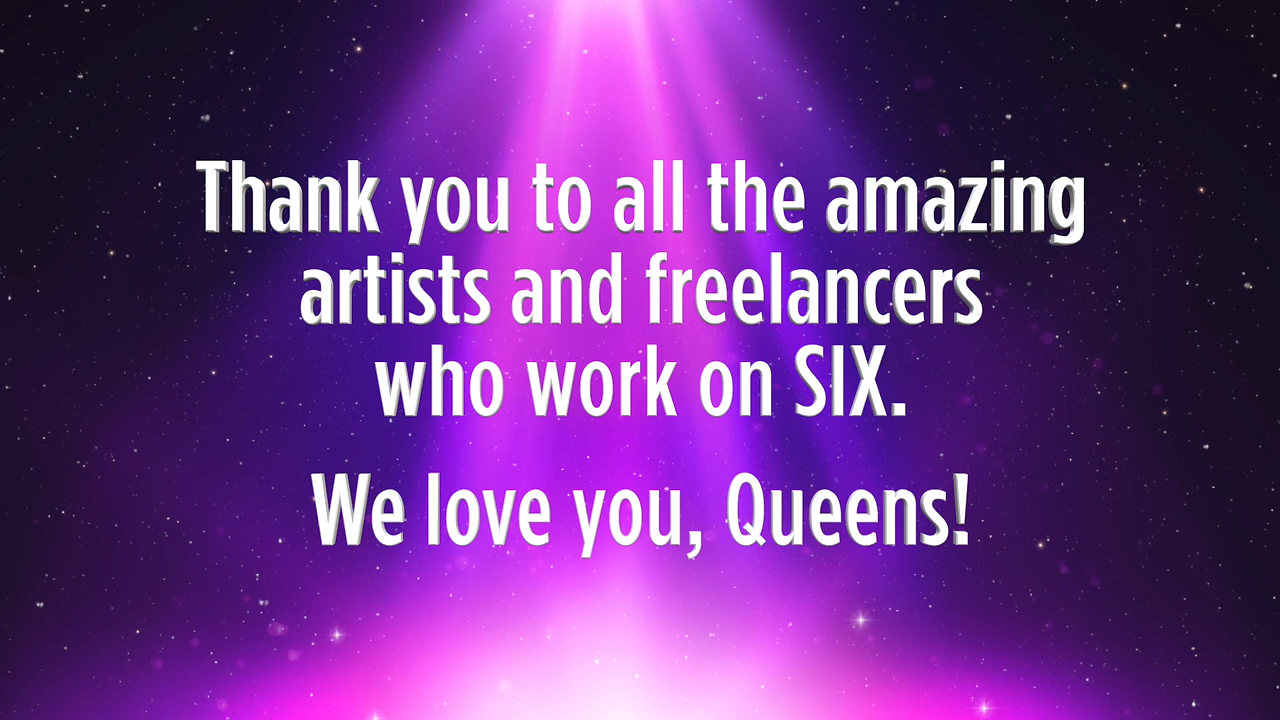 Thank you to all the amazing
artists and freelancers
who work on SIX.
We love you, Queens!